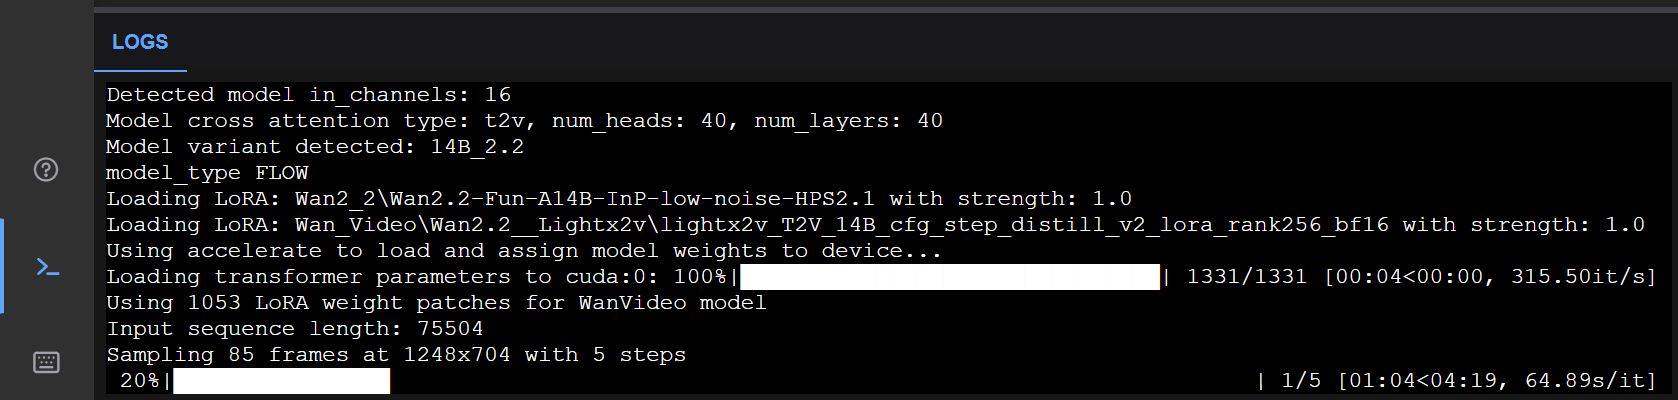 LOGS
Detected model in_channels: 16
Model cross attention type: t2v, num_heads: 40, num_layers: 40
Model variant detected: 14B_2.2
model_type FLOW
Loading LoRA: Wan2_2\Wan2.2-Fun-A14B-InP-low-noise-HPS2.1 with strength: 1.0
Loading LoRA: Wan_Video\Wan2.2__Lightx2v\lightx2v_T2V_14B_cfg_step_distill_v2_lora_rank256_bf16 with strength: 1.0
Using accelerate to load and assign model weights to device...
Loading transformer parameters to cuda:0: 100%| | 1331/1331 [00:04<00:00, 315.50it/s]
Using 1053 LoRA weight patches for WanVideo model
Input sequence length: 75504
Sampling 85 frames at 1248x704 with 5 steps
20%| | 1/5 [01:04<04:19, 64.89s/it]